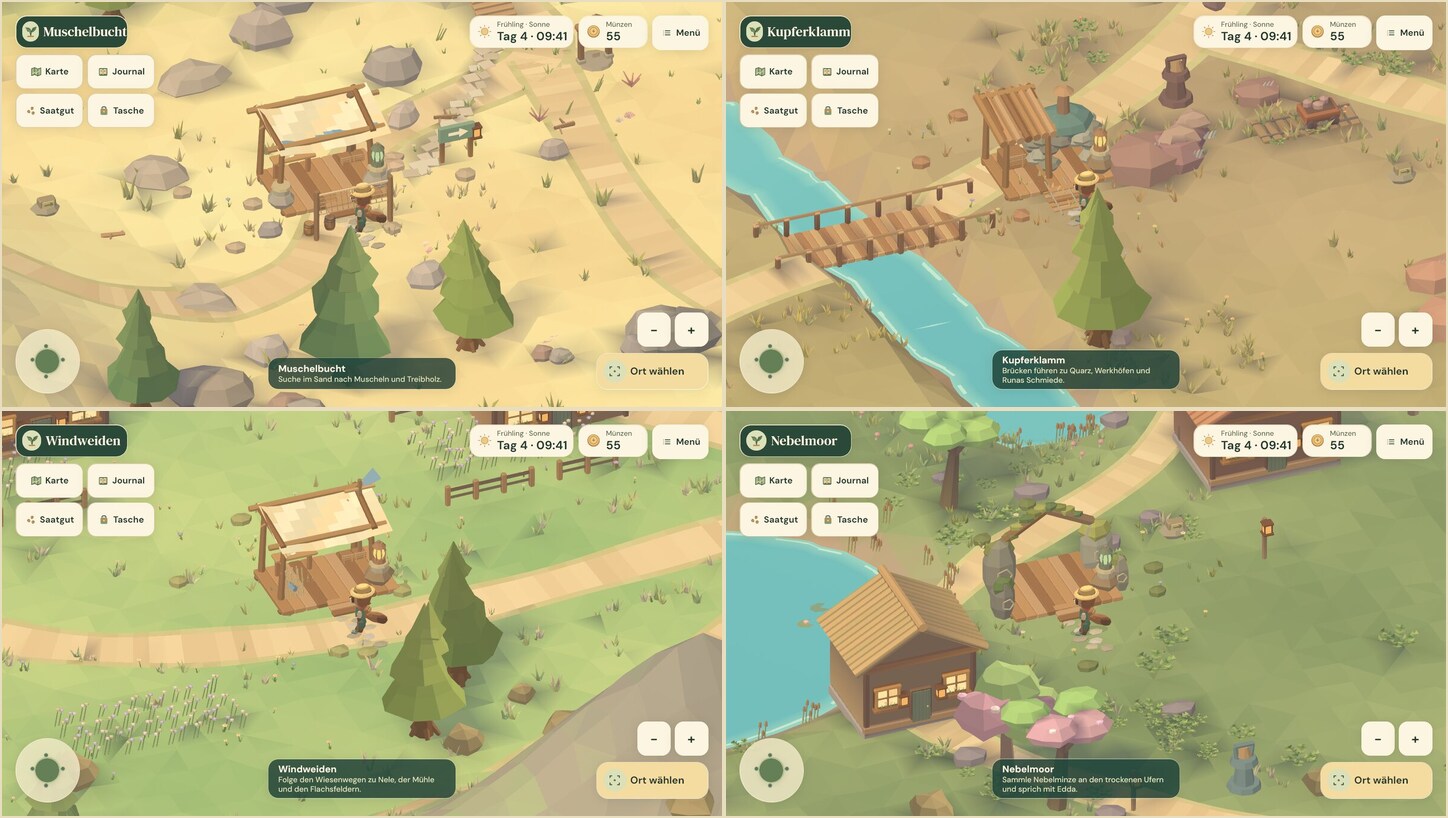 Muschelbucht
Frühling · Sonne
Tag 4 · 09:41
Münzen
55
Menü
Karte
Journal
Saatgut
Tasche
−
+
Ort wählen
Muschelbucht
Suche im Sand nach Muscheln und Treibholz.
Kupferklamm
Frühling · Sonne
Tag 4 · 09:41
Münzen
55
Menü
Karte
Journal
Saatgut
Tasche
−
+
Ort wählen
Kupferklamm
Brücken führen zu Quarz, Werkhöfen und
Runas Schmiede.
Windweiden
Frühling · Sonne
Tag 4 · 09:41
Münzen
55
Menü
Karte
Journal
Saatgut
Tasche
−
+
Ort wählen
Windweiden
Folge den Wiesenwegen zu Nele, der Mühle
und den Flachsfeldern.
Nebelmoor
Frühling · Sonne
Tag 4 · 09:41
Münzen
55
Menü
Karte
Journal
Saatgut
Tasche
−
+
Ort wählen
Nebelmoor
Sammle Nebelminze an den trockenen Ufern
und sprich mit Edda.